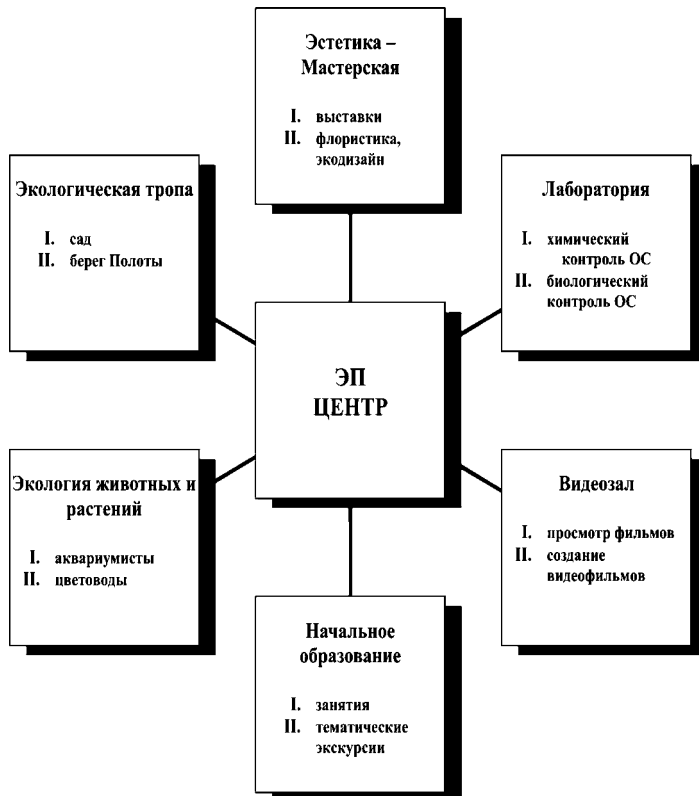 Эстетика –
Мастерская
I. выставки
II. флористика,
экодизайн
Экологическая тропа
I. сад
II. берег Полоты
Лаборатория
I. химический
контроль ОС
II. биологический
контроль ОС
ЭП
ЦЕНТР
Экология животных и
растений
I. аквариумисты
II. цветоводы
Видеозал
I. просмотр фильмов
II. создание
видеофильмов
Начальное
образование
I. занятия
II. тематические
экскурсии